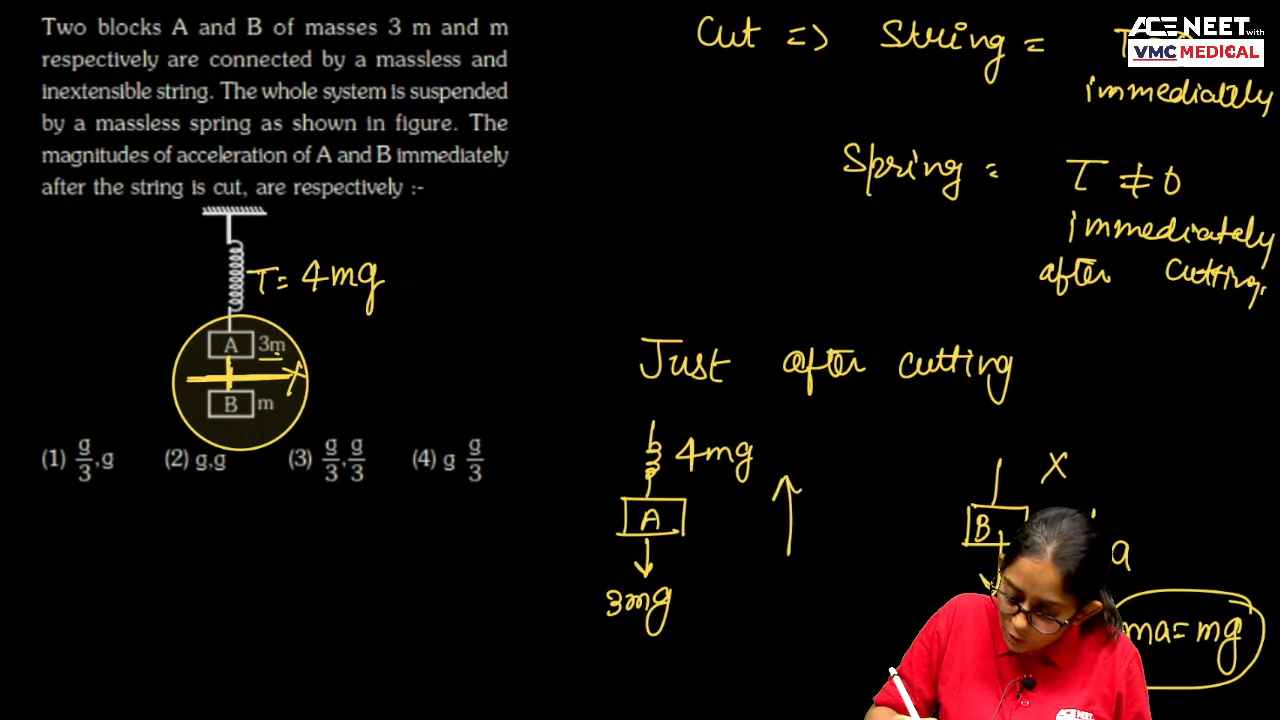 Two blocks A and B of masses 3 m and m
respectively are connected by a massless and
inextensible string. The whole system is suspended
by a massless spring as shown in figure. The
magnitudes of acceleration of A and B immediately
after the string is cut, are respectively :-
T = 4mg
A 3m
B m
(1) g/3, g (2) g,g (3) g/3, g/3 (4) g g/3
Cut => String =
immediately
Spring = T ≠ 0
immediately
after cutting.
Just after cutting
4mg
A
3mg
X
B
a
ma = mg
ACE NEET with
VMC MEDICAL